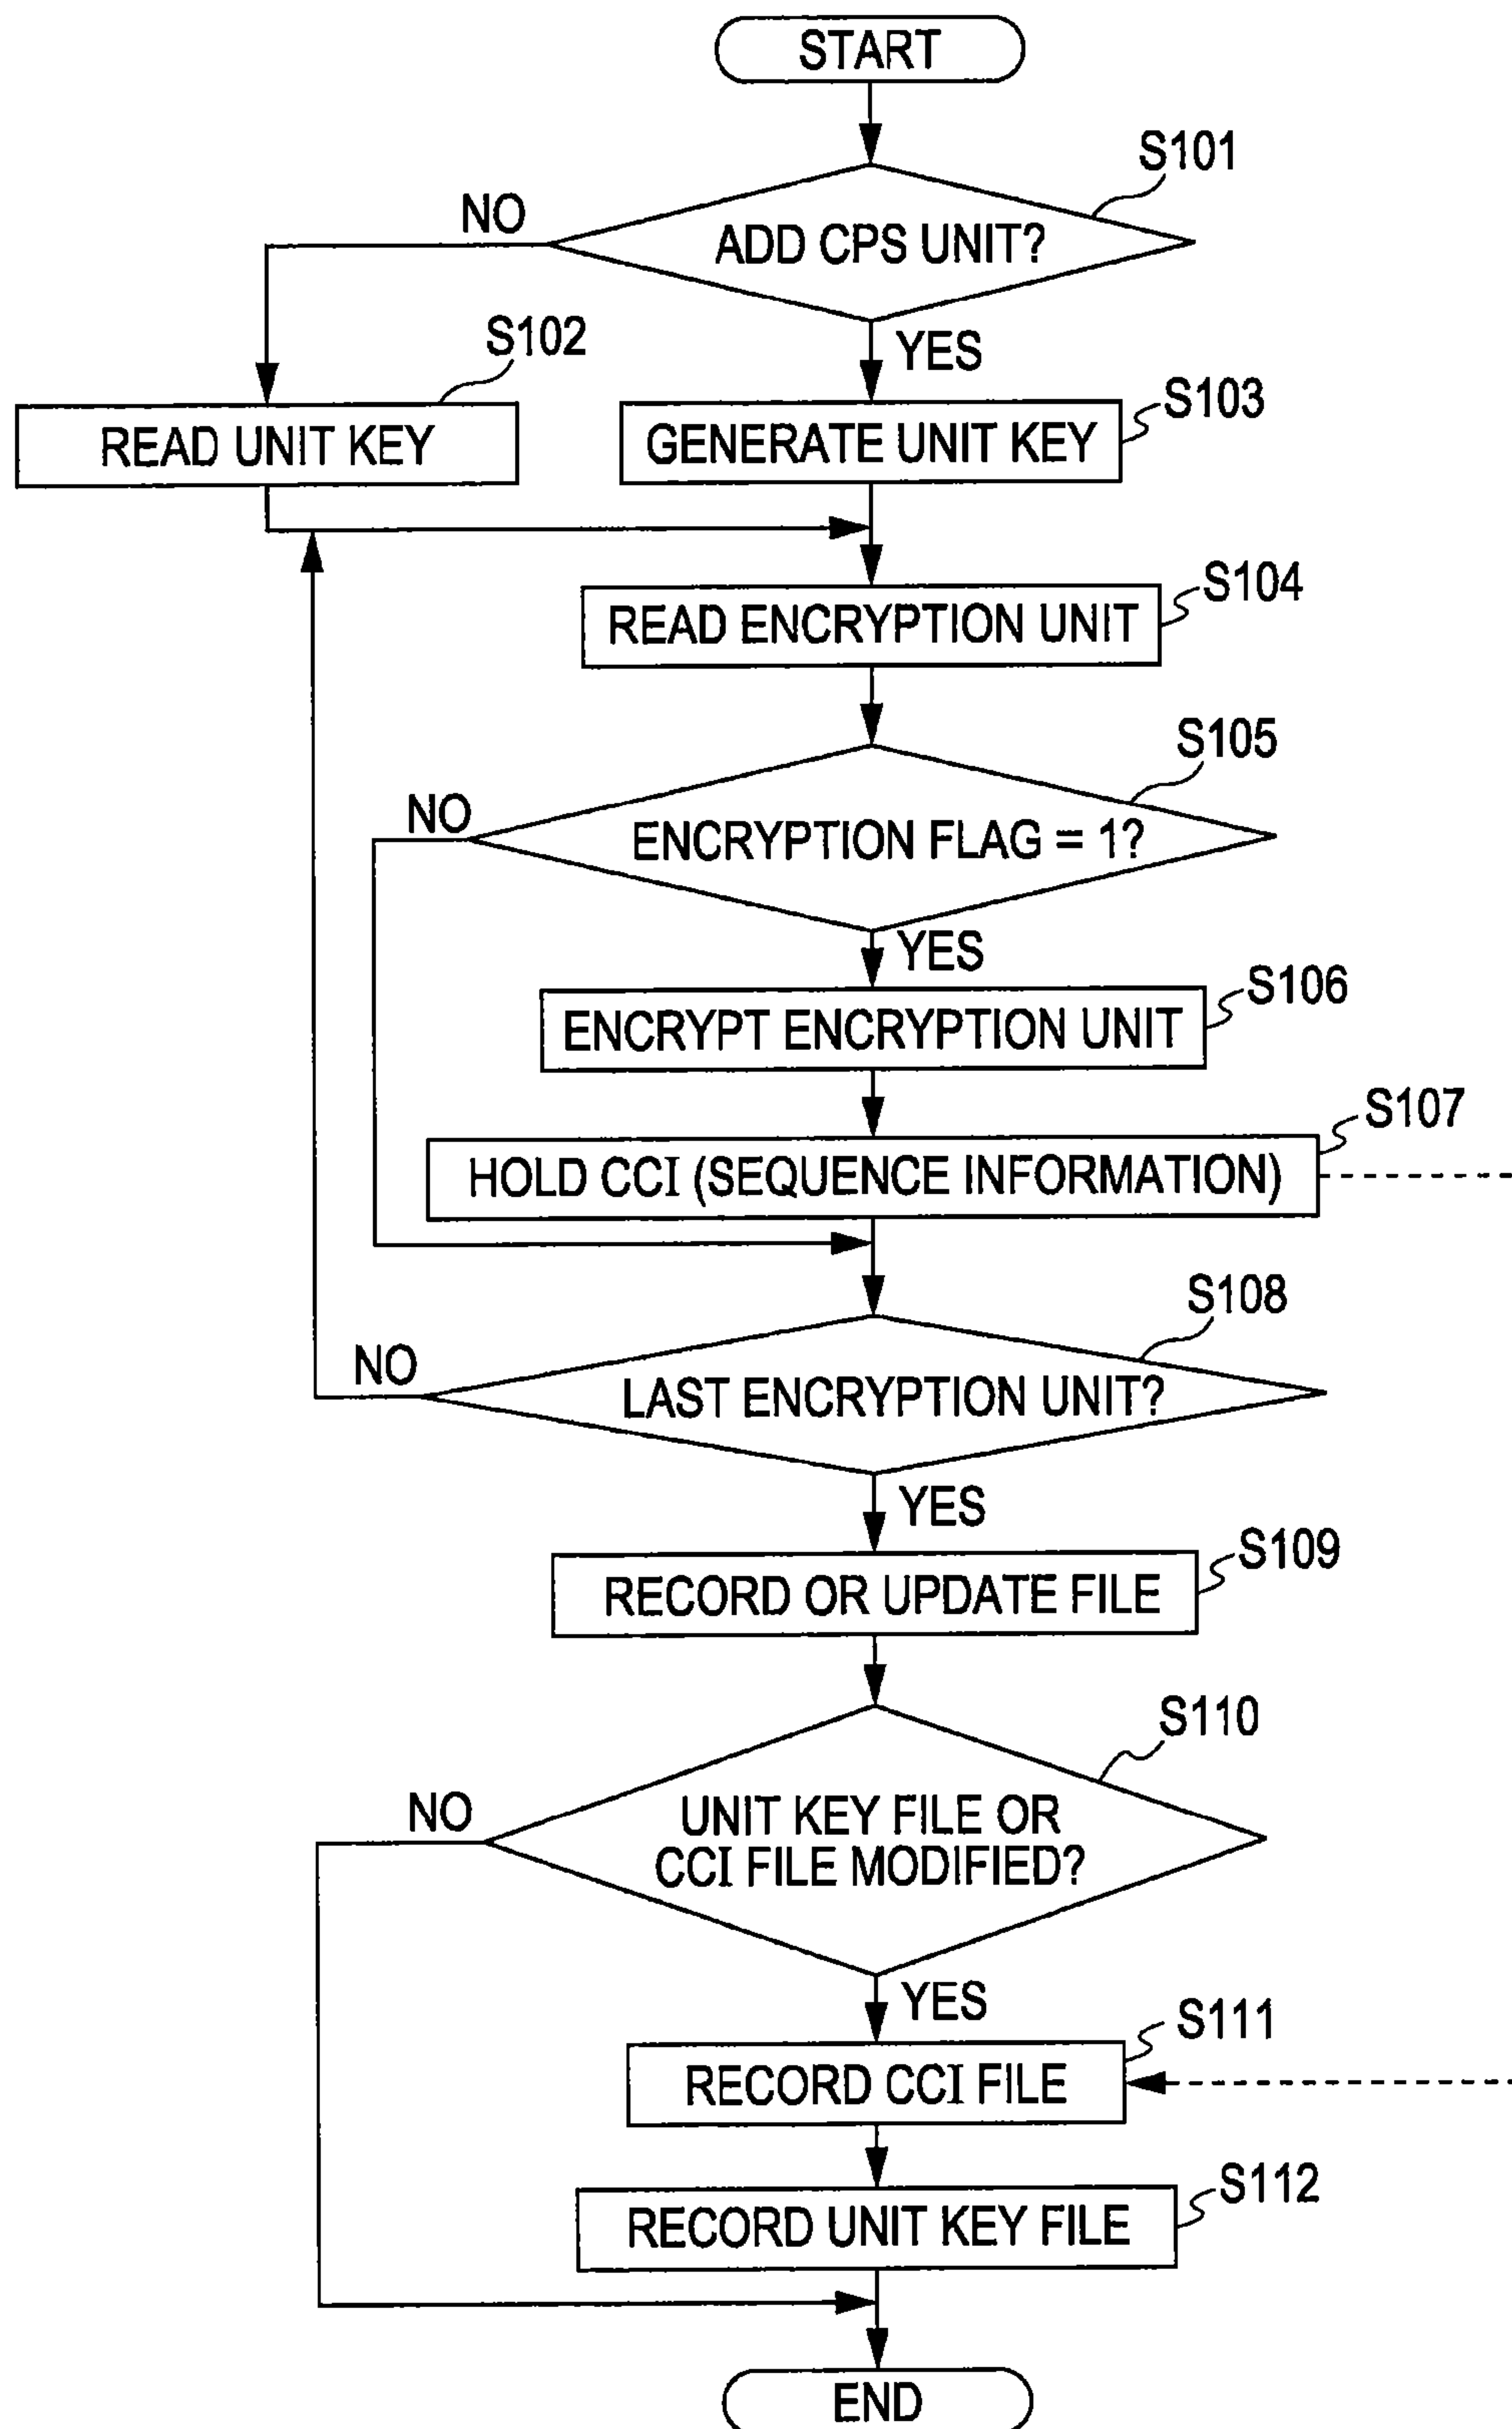 START
S101
NO
ADD CPS UNIT?
YES
S102
S103
READ UNIT KEY
GENERATE UNIT KEY
S104
READ ENCRYPTION UNIT
S105
NO
ENCRYPTION FLAG = 1?
YES
S106
ENCRYPT ENCRYPTION UNIT
S107
HOLD CCI (SEQUENCE INFORMATION)
S108
NO
LAST ENCRYPTION UNIT?
YES
S109
RECORD OR UPDATE FILE
S110
NO
UNIT KEY FILE OR
CCI FILE MODIFIED?
YES
S111
RECORD CCI FILE
S112
RECORD UNIT KEY FILE
END